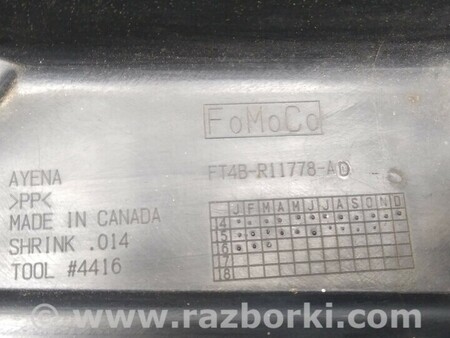 FoMoCo
FT4B-R11778-AD
AYENA
>PP<
MADE IN CANADA
SHRINK .014
TOOL #4416
J F M A M J J A S O N D
14
15
16
17
18
www.razborki.com